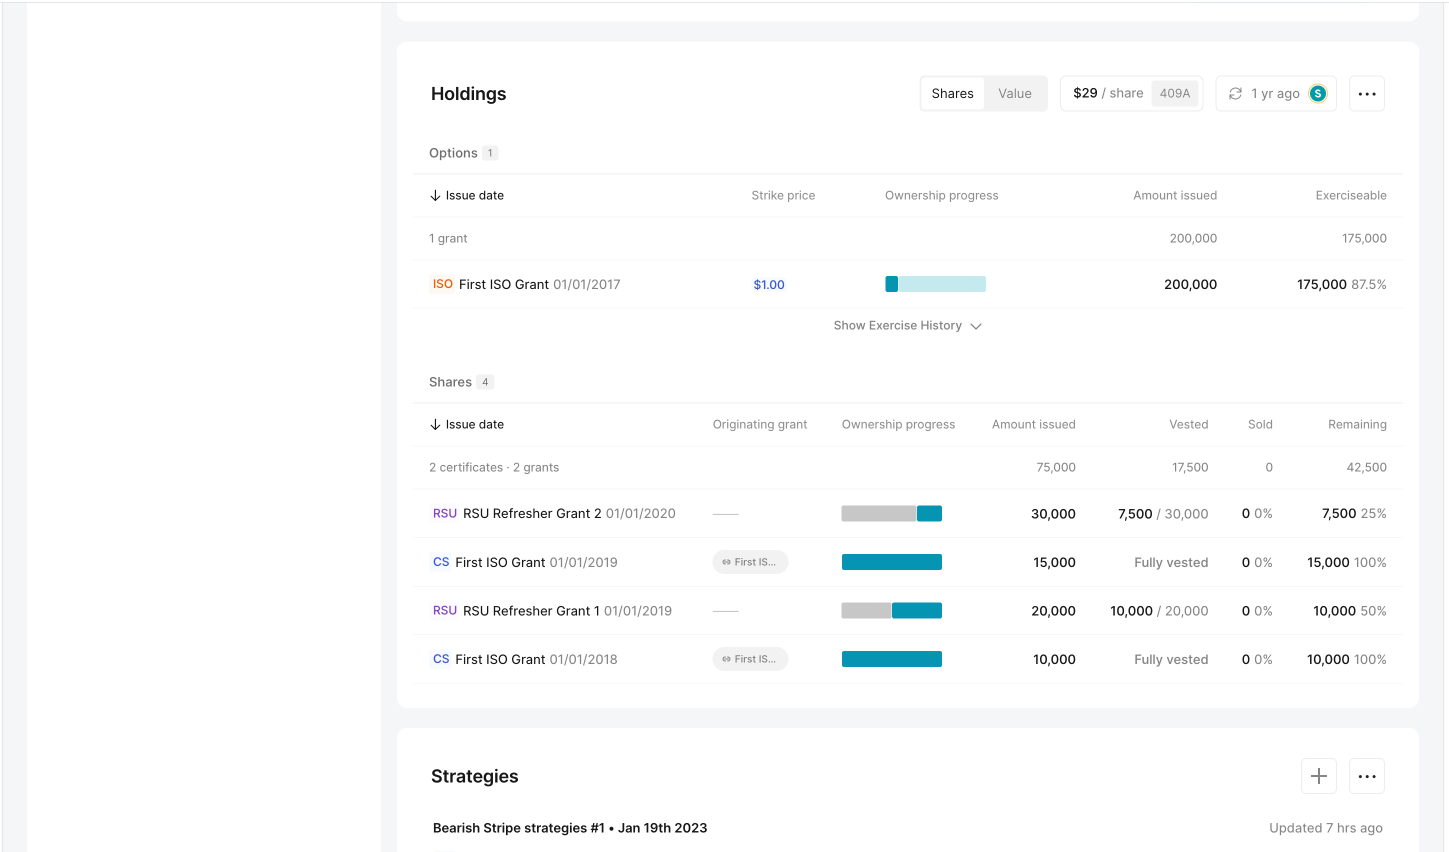 Holdings
Shares Value $29 / share 409A 1 yr ago S
Options 1
Issue date Strike price Ownership progress Amount issued Exerciseable
1 grant 200,000 175,000
ISO First ISO Grant 01/01/2017 $1.00 200,000 175,000 87.5%
Show Exercise History
Shares 4
Issue date Originating grant Ownership progress Amount issued Vested Sold Remaining
2 certificates · 2 grants 75,000 17,500 0 42,500
RSU RSU Refresher Grant 2 01/01/2020 30,000 7,500 / 30,000 0 0% 7,500 25%
CS First ISO Grant 01/01/2019 First IS... 15,000 Fully vested 0 0% 15,000 100%
RSU RSU Refresher Grant 1 01/01/2019 20,000 10,000 / 20,000 0 0% 10,000 50%
CS First ISO Grant 01/01/2018 First IS... 10,000 Fully vested 0 0% 10,000 100%
Strategies
Bearish Stripe strategies #1 • Jan 19th 2023 Updated 7 hrs ago